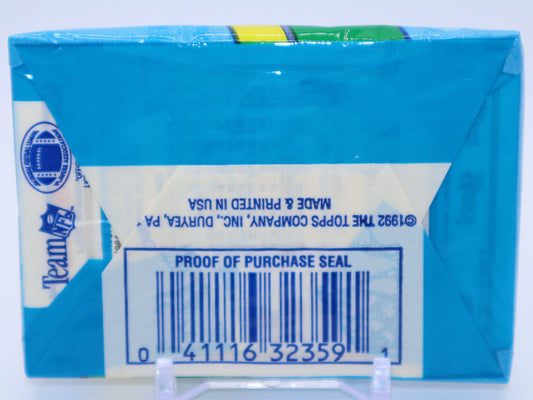 ©1992 THE TOPPS COMPANY, INC., DURYEA, PA
MADE & PRINTED IN USA
Team NFL
PROOF OF PURCHASE SEAL
0 41116 32359 1